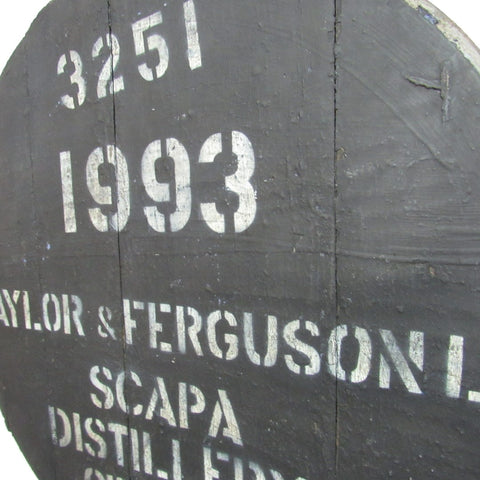 3251
1993
AYLOR & FERGUSON L
SCAPA
DISTILLERY